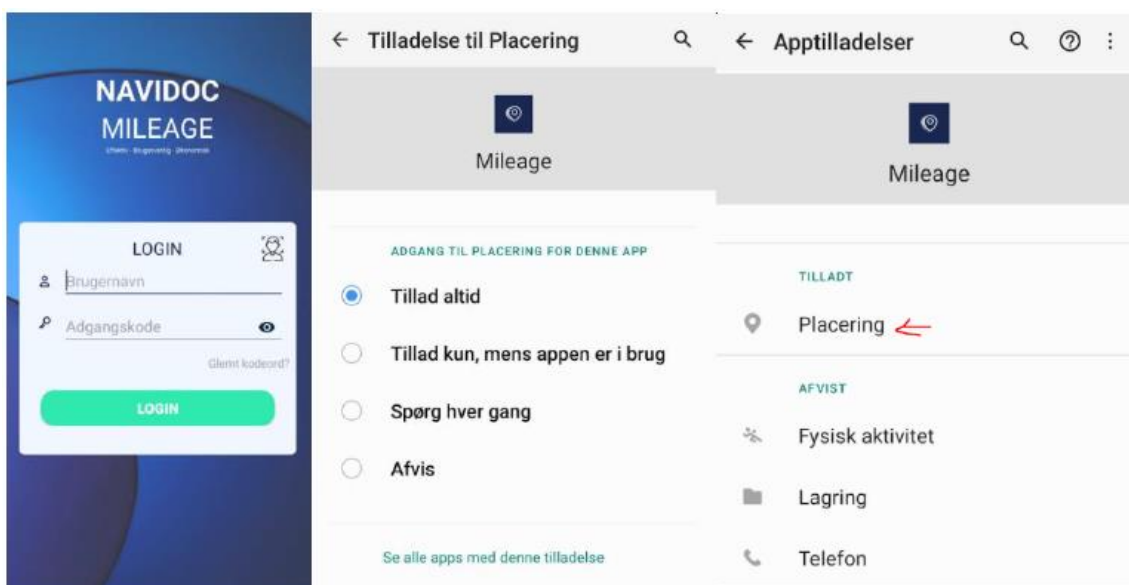 NAVIDOC
MILEAGE
LOGIN
Brugernavn
Adgangskode
Glemt kodeord?
LOGIN
Tilladelse til Placering
Mileage
ADGANG TIL PLACERING FOR DENNE APP
Tillad altid
Tillad kun, mens appen er i brug
Spørg hver gang
Afvis
Se alle apps med denne tilladelse
Apptilladelser
Mileage
TILLADT
Placering
AFVIST
Fysisk aktivitet
Lagring
Telefon